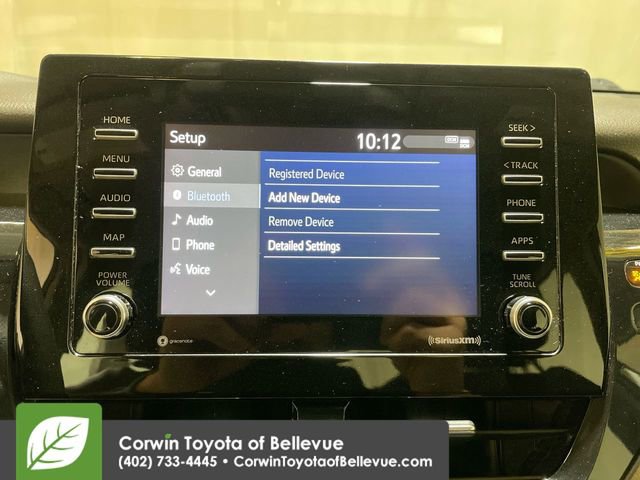 HOME
MENU
AUDIO
MAP
POWER
VOLUME
Setup
10:12
General
Bluetooth
Audio
Phone
Voice
Registered Device
Add New Device
Remove Device
Detailed Settings
SEEK >
< TRACK
PHONE
APPS
TUNE
SCROLL
gracenote
((SiriusXM))
Corwin Toyota of Bellevue
(402) 733-4445 • CorwinToyotaofBellevue.com